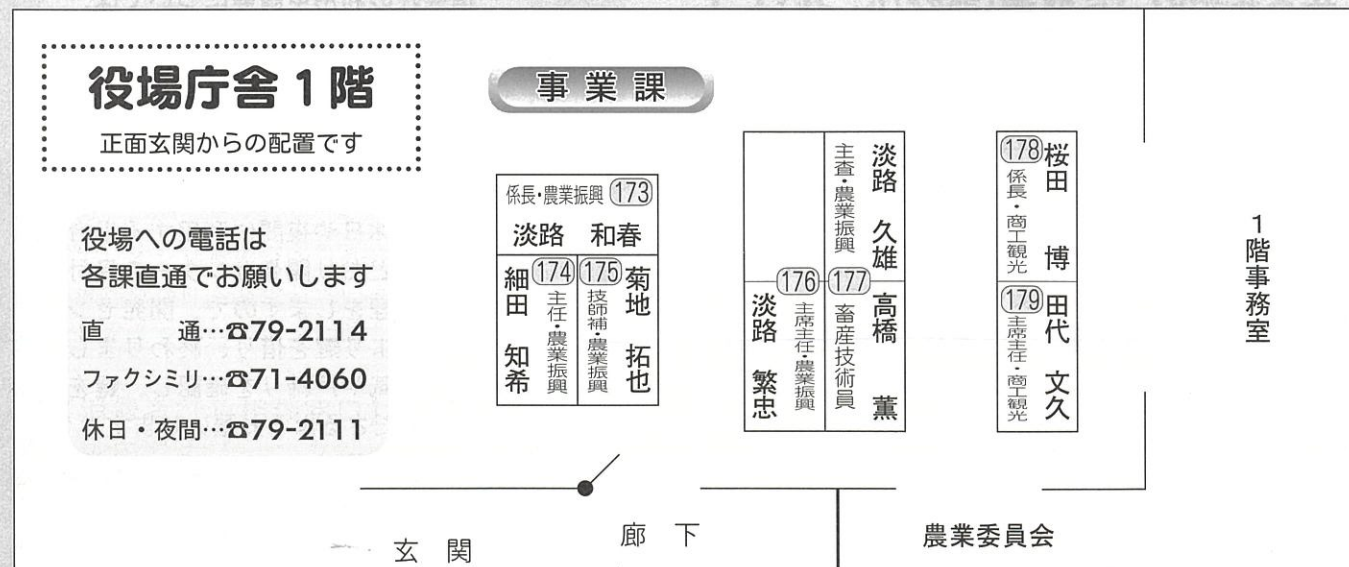 役場庁舎1階
正面玄関からの配置です
役場への電話は
各課直通でお願いします
直　　通…☎79-2114
ファクシミリ…☎71-4060
休日・夜間…☎79-2111
事業課
係長・農業振興 173
淡路　和春
174
主任・農業振興
細田　知希
175
技師補・農業振興
菊地　拓也
主査・農業振興
淡路　久雄
176
主席主任・農業振興
淡路　繁忠
177
畜産技術員
高橋　薫
178
係長・商工観光
桜田　博
179
主席主任・商工観光
田代　文久
1階事務室
玄　関
廊　下
農業委員会